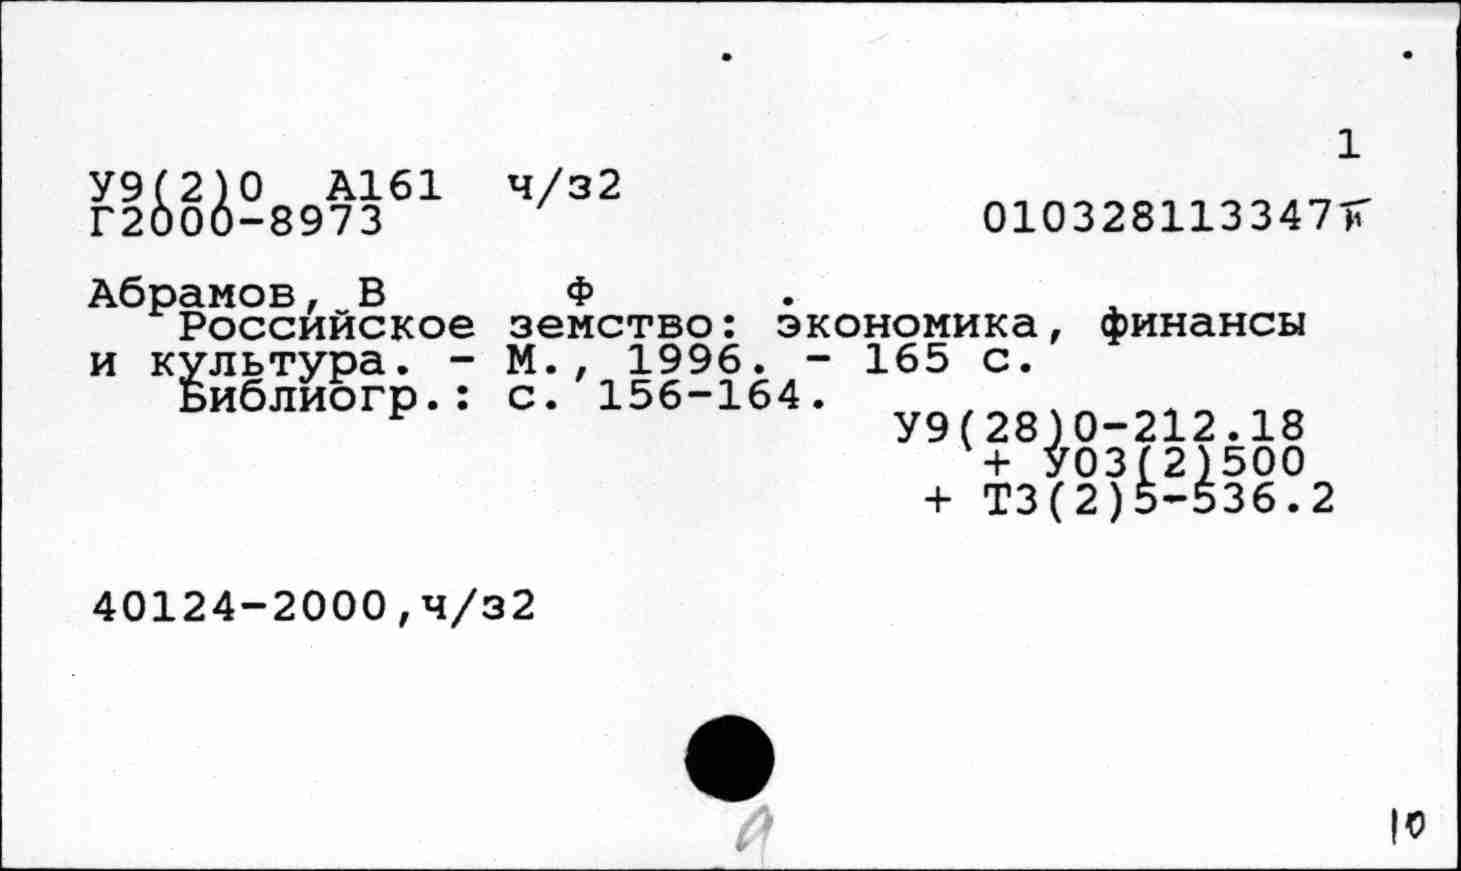 1
У9(2)0 А161 ч/з2
Г2000-8973
010328113347
Абрамов, В Ф .
Российское земство: экономика, финансы
и культура. - М., 1996. - 165 с.
Библиогр.: с. 156-164.
У9(28)0-212.18
+ У03(2)500
+ Т3(2)5-536.2
40124-2000,ч/з2
10